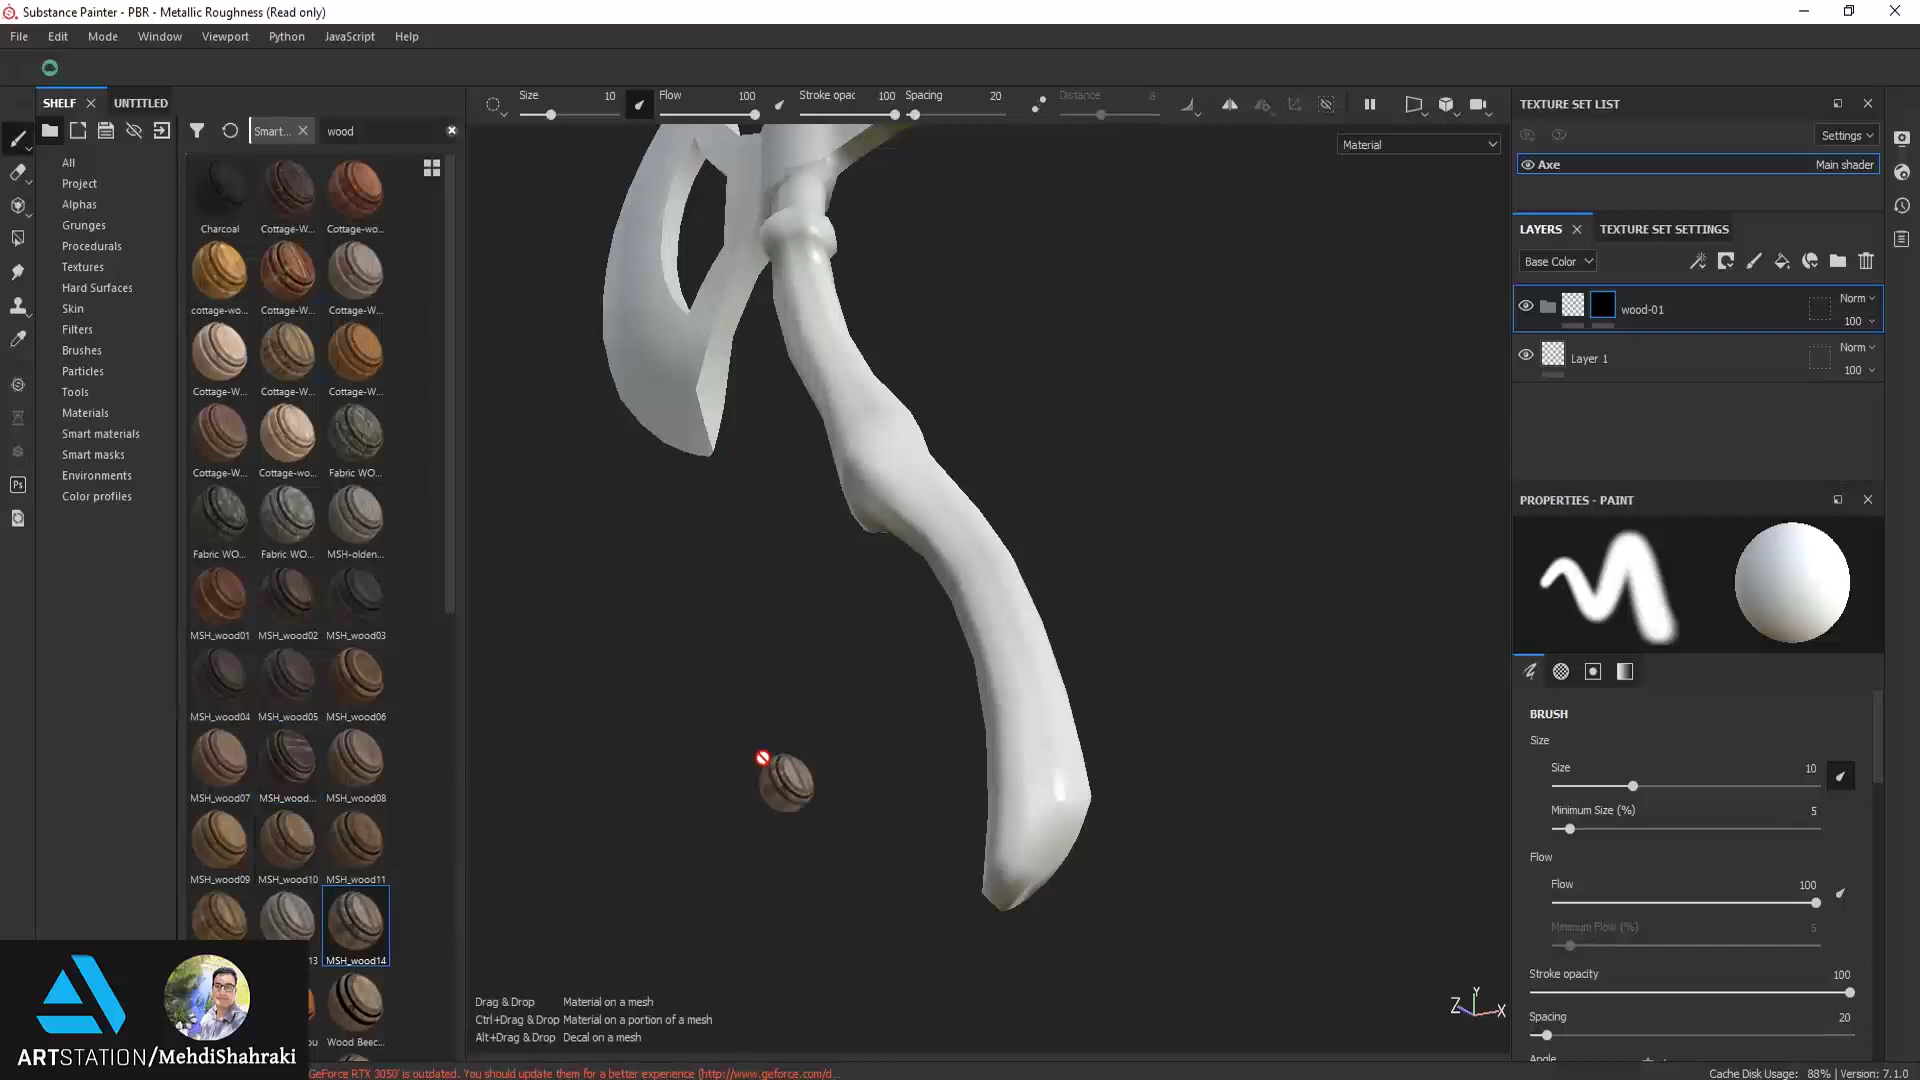 Substance Painter - PBR - Metallic Roughness (Read only)
File Edit Mode Window Viewport Python JavaScript Help
SHELF UNTITLED
Size 10 Flow 100 Stroke opac 100 Spacing 20 Distance 8
Smart... wood
All
Project
Alphas
Grunges
Procedurals
Textures
Hard Surfaces
Skin
Filters
Brushes
Particles
Tools
Materials
Smart materials
Smart masks
Environments
Color profiles
Ps
Charcoal Cottage-W... Cottage-wo...
cottage-wo... Cottage-W... Cottage-W...
Cottage-W... Cottage-W... Cottage-W...
Cottage-W... Cottage-wo... Fabric WO...
Fabric WO... Fabric WO... MSH-olden...
MSH_wood01 MSH_wood02 MSH_wood03
MSH_wood04 MSH_wood05 MSH_wood06
MSH_wood07 MSH_wood... MSH_wood08
MSH_wood09 MSH_wood10 MSH_wood11
13 MSH_wood14
Wood Beec...
Material
Drag & Drop Material on a mesh
Ctrl+Drag & Drop Material on a portion of a mesh
Alt+Drag & Drop Decal on a mesh
Y
Z X
TEXTURE SET LIST
Settings
Axe Main shader
LAYERS TEXTURE SET SETTINGS
Base Color
wood-01 Norm
100
Layer 1 Norm
100
PROPERTIES - PAINT
BRUSH
Size
Size 10
Minimum Size (%) 5
Flow
Flow 100
Minimum Flow (%) 5
Stroke opacity 100
Spacing 20
Angle
ARTSTATION/MehdiShahraki
GeForce RTX 3050' is outdated. You should update them for a better experience (http://www.geforce.com/d...
Cache Disk Usage: 88% | Version: 7.1.0